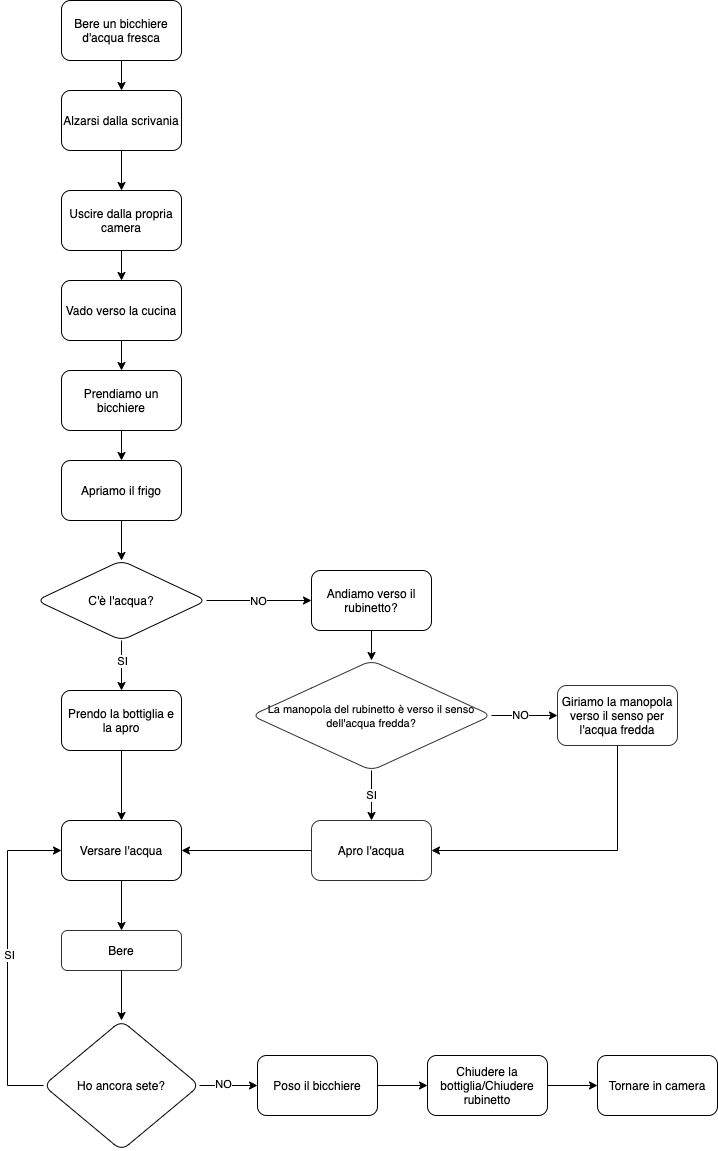 Bere un bicchiere
d'acqua fresca
Alzarsi dalla scrivania
Uscire dalla propria
camera
Vado verso la cucina
Prendiamo un
bicchiere
Apriamo il frigo
C'è l'acqua?
NO
Andiamo verso il
rubinetto?
SI
Prendo la bottiglia e
la apro
La manopola del rubinetto è verso il senso
dell'acqua fredda?
NO
Giriamo la manopola
verso il senso per
l'acqua fredda
SI
Versare l'acqua
Apro l'acqua
Bere
SI
Ho ancora sete?
NO
Poso il bicchiere
Chiudere la
bottiglia/Chiudere
rubinetto
Tornare in camera